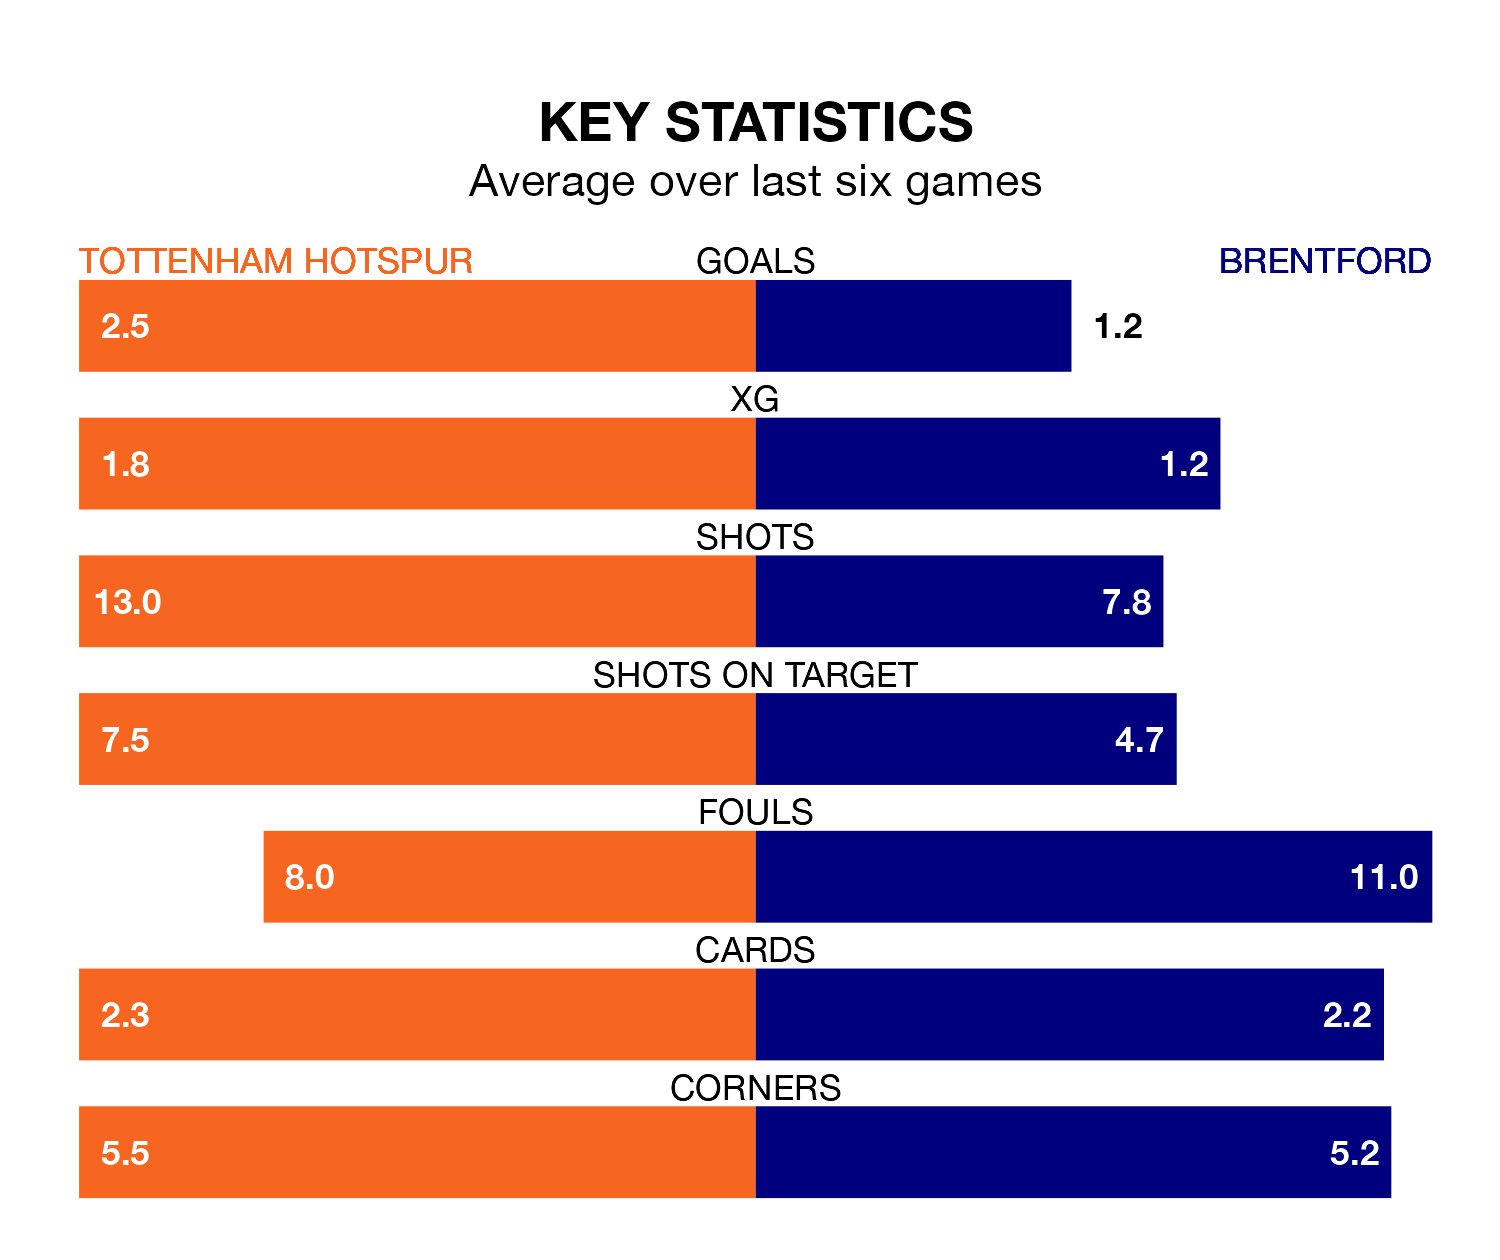 KEY STATISTICS
Average over last six games
TOTTENHAM HOTSPUR GOALS BRENTFORD
2.5 1.2
XG
1.8 1.2
SHOTS
13.0 7.8
SHOTS ON TARGET
7.5 4.7
FOULS
8.0 11.0
CARDS
2.3 2.2
CORNERS
5.5 5.2